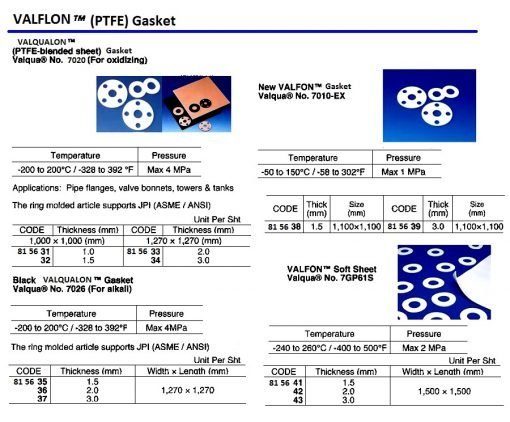 VALFLON™ (PTFE) Gasket
VALQUALON™
(PTFE-blended sheet) Gasket
Valqua® No. 7020 (For oxidizing)
Temperature Pressure
-200 to 200°C / -328 to 392 °F Max 4 MPa
Applications: Pipe flanges, valve bonnets, towers & tanks
The ring molded article supports JPI (ASME / ANSI)
Unit Per Sht
CODE Thickness (mm) CODE Thickness (mm)
1,000 × 1,000 (mm) 1,270 × 1,270 (mm)
81 56 31 1.0 81 56 33 2.0
32 1.5 34 3.0
Black VALQUALON ™ Gasket
Valqua® No. 7026 (For alkali)
Temperature Pressure
-200 to 200°C / -328 to 392°F Max 4MPa
The ring molded article supports JPI (ASME / ANSI)
Unit Per Sht
CODE Thickness (mm) Width × Length (mm)
81 56 35 1.5
36 2.0 1,270 × 1,270
37 3.0
New VALFON™ Gasket
Valqua® No. 7010-EX
Temperature Pressure
-50 to 150°C / -58 to 302°F Max 1 MPa
CODE Thick (mm) Size (mm) CODE Thick (mm) Size (mm)
81 56 38 1.5 1,100×1,100 81 56 39 3.0 1,100×1,100
VALFON™ Soft Sheet
Valqua® No. 7GP61S
Temperature Pressure
-240 to 260°C / -400 to 500°F Max 2 MPa
Unit Per Sht
CODE Thickness (mm) Width × Length (mm)
81 56 41 1.5
42 2.0 1,500 × 1,500
43 3.0